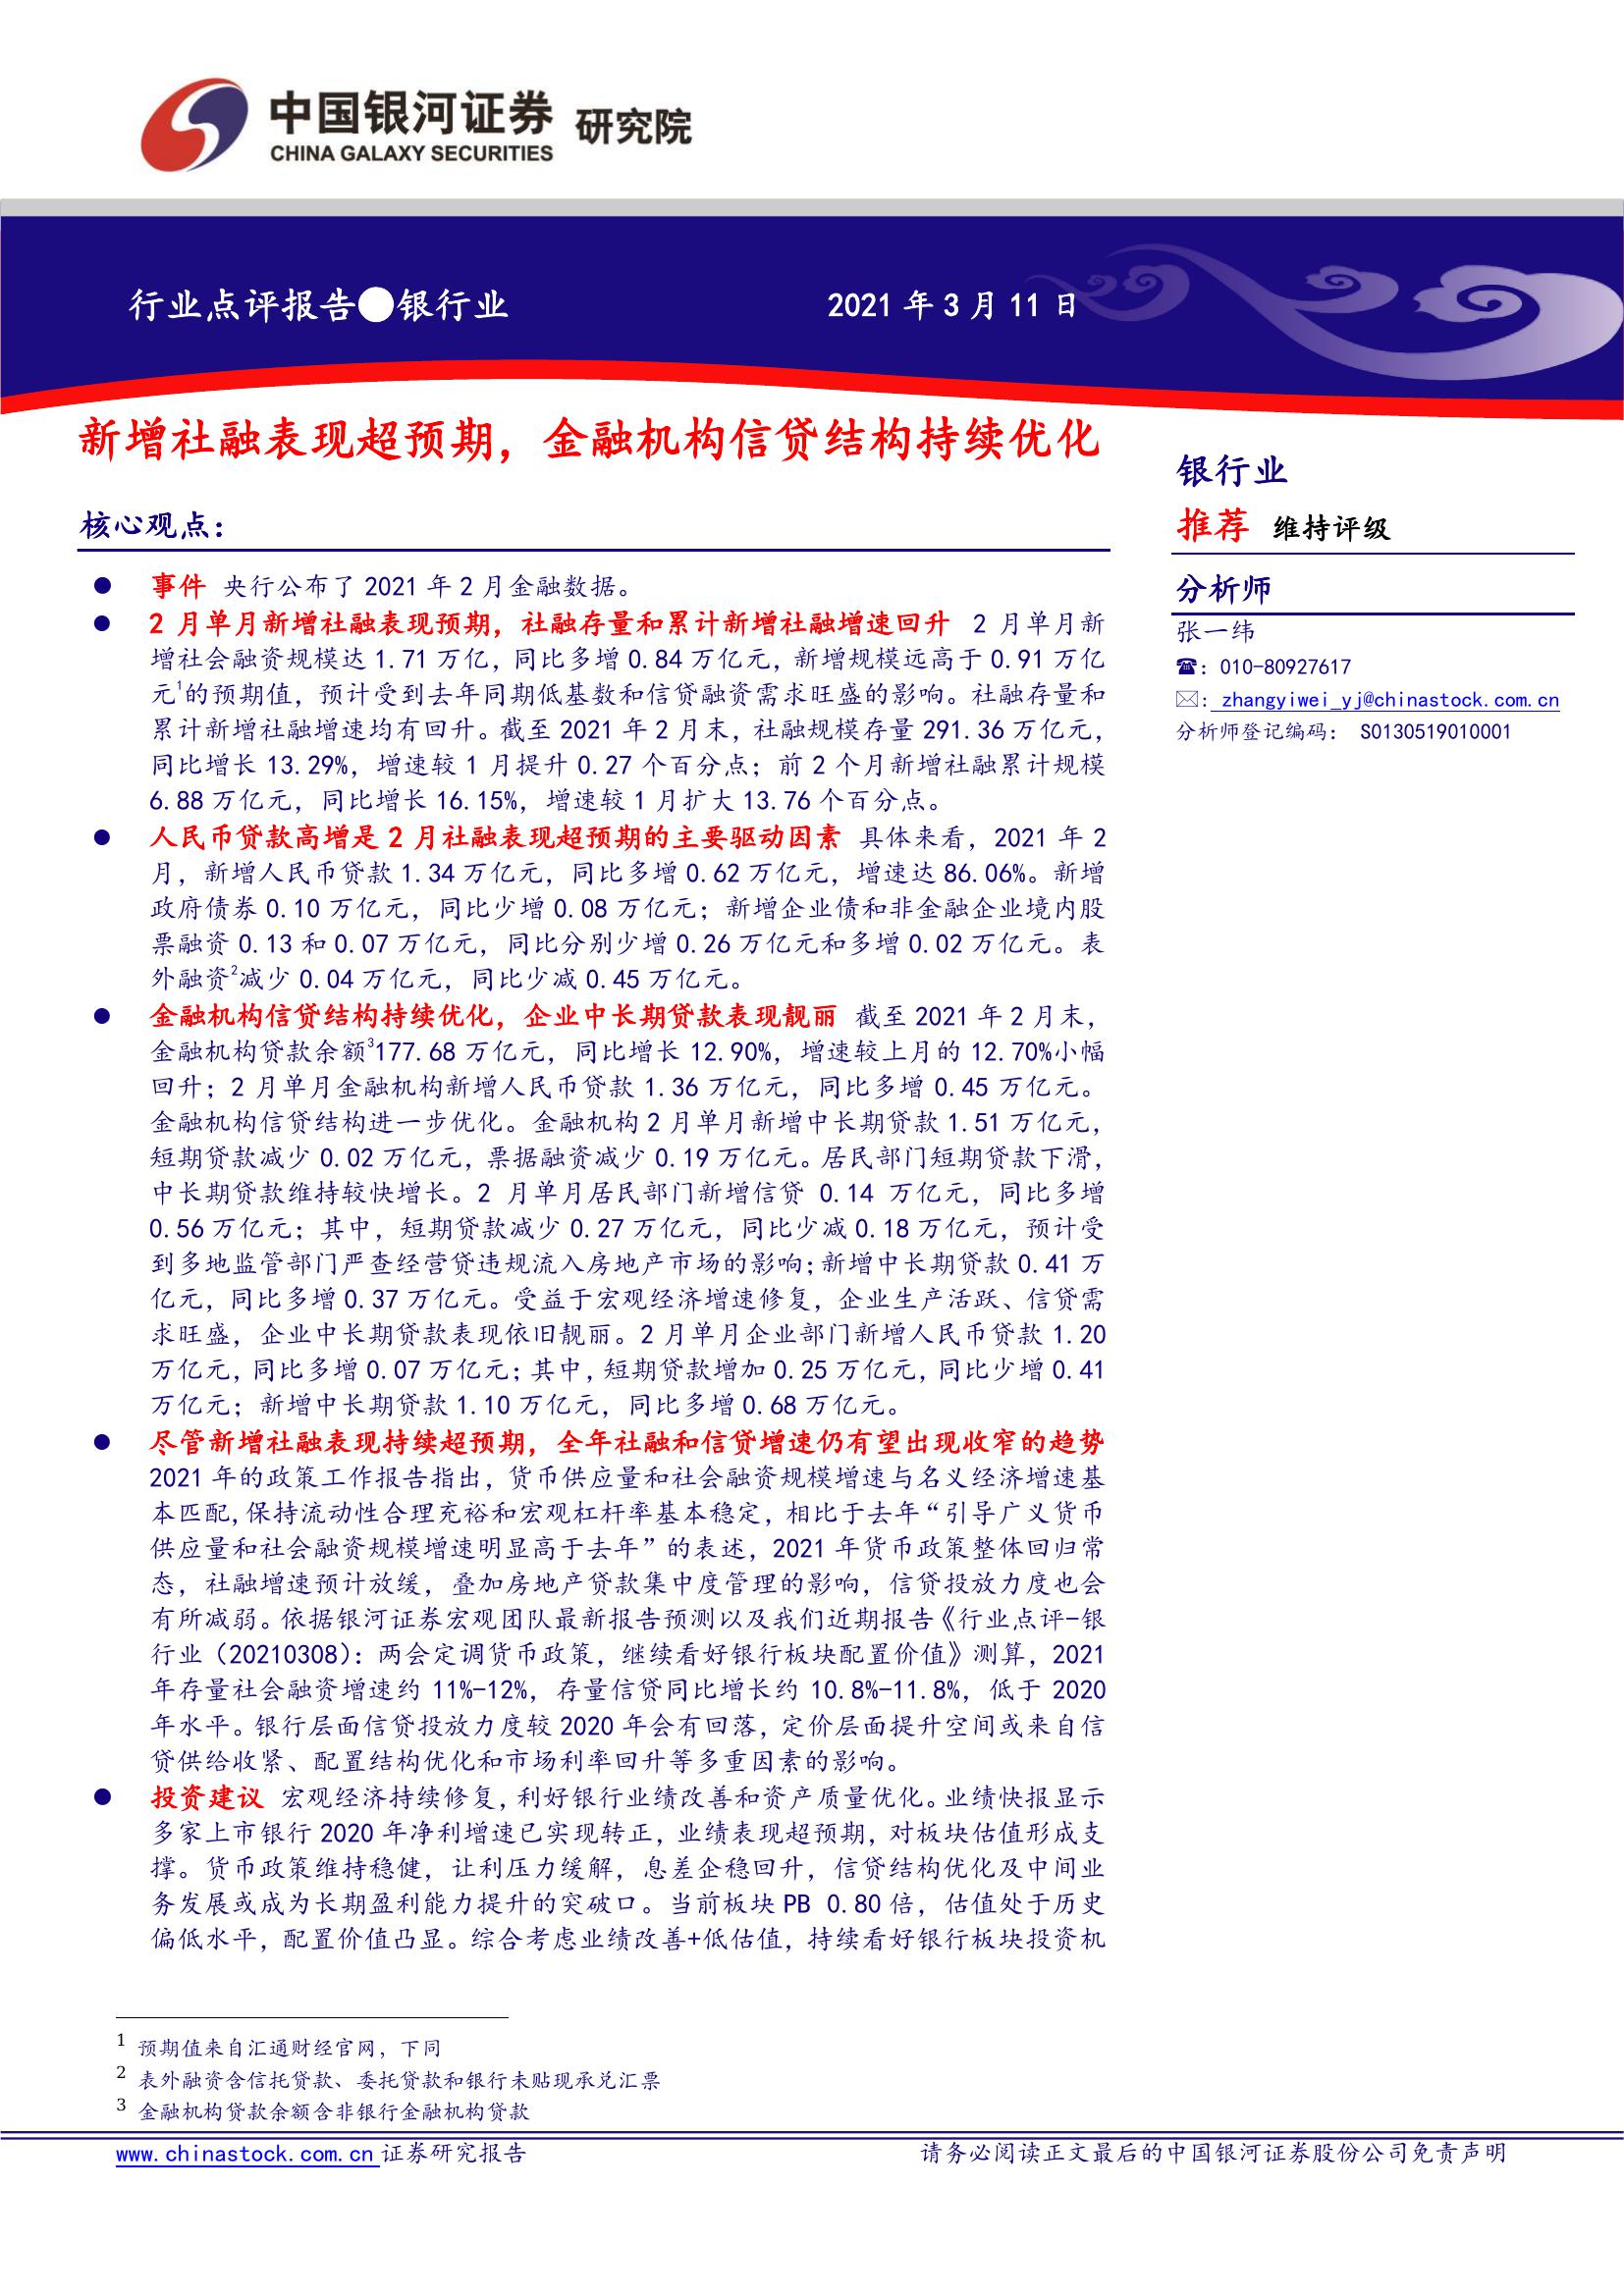 中国银河证券 研究院
CHINA GALAXY SECURITIES
行业点评报告●银行业
2021 年 3 月 11 日
新增社融表现超预期，金融机构信贷结构持续优化
核心观点：
● 事件 央行公布了 2021 年 2 月金融数据。
● 2 月单月新增社融表现预期，社融存量和累计新增社融增速回升 2 月单月新
增社会融资规模达 1.71 万亿，同比多增 0.84 万亿元，新增规模远高于 0.91 万亿
元1的预期值，预计受到去年同期低基数和信贷融资需求旺盛的影响。社融存量和
累计新增社融增速均有回升。截至 2021 年 2 月末，社融规模存量 291.36 万亿元，
同比增长 13.29%，增速较 1 月提升 0.27 个百分点；前 2 个月新增社融累计规模
6.88 万亿元，同比增长 16.15%，增速较 1 月扩大 13.76 个百分点。
● 人民币贷款高增是 2 月社融表现超预期的主要驱动因素 具体来看，2021 年 2
月，新增人民币贷款 1.34 万亿元，同比多增 0.62 万亿元，增速达 86.06%。新增
政府债券 0.10 万亿元，同比少增 0.08 万亿元；新增企业债和非金融企业境内股
票融资 0.13 和 0.07 万亿元，同比分别少增 0.26 万亿元和多增 0.02 万亿元。表
外融资2减少 0.04 万亿元，同比少减 0.45 万亿元。
● 金融机构信贷结构持续优化，企业中长期贷款表现靓丽 截至 2021 年 2 月末，
金融机构贷款余额3177.68 万亿元，同比增长 12.90%，增速较上月的 12.70%小幅
回升；2 月单月金融机构新增人民币贷款 1.36 万亿元，同比多增 0.45 万亿元。
金融机构信贷结构进一步优化。金融机构 2 月单月新增中长期贷款 1.51 万亿元，
短期贷款减少 0.02 万亿元，票据融资减少 0.19 万亿元。居民部门短期贷款下滑，
中长期贷款维持较快增长。2 月单月居民部门新增信贷 0.14 万亿元，同比多增
0.56 万亿元；其中，短期贷款减少 0.27 万亿元，同比少减 0.18 万亿元，预计受
到多地监管部门严查经营贷违规流入房地产市场的影响；新增中长期贷款 0.41 万
亿元，同比多增 0.37 万亿元。受益于宏观经济增速修复，企业生产活跃、信贷需
求旺盛，企业中长期贷款表现依旧靓丽。2 月单月企业部门新增人民币贷款 1.20
万亿元，同比多增 0.07 万亿元；其中，短期贷款增加 0.25 万亿元，同比少增 0.41
万亿元；新增中长期贷款 1.10 万亿元，同比多增 0.68 万亿元。
● 尽管新增社融表现持续超预期，全年社融和信贷增速仍有望出现收窄的趋势
2021 年的政策工作报告指出，货币供应量和社会融资规模增速与名义经济增速基
本匹配，保持流动性合理充裕和宏观杠杆率基本稳定，相比于去年“引导广义货币
供应量和社会融资规模增速明显高于去年”的表述，2021 年货币政策整体回归常
态，社融增速预计放缓，叠加房地产贷款集中度管理的影响，信贷投放力度也会
有所减弱。依据银河证券宏观团队最新报告预测以及我们近期报告《行业点评-银
行业（20210308）：两会定调货币政策，继续看好银行板块配置价值》测算，2021
年存量社会融资增速约 11%-12%，存量信贷同比增长约 10.8%-11.8%，低于 2020
年水平。银行层面信贷投放力度较 2020 年会有回落，定价层面提升空间或来自信
贷供给收紧、配置结构优化和市场利率回升等多重因素的影响。
● 投资建议 宏观经济持续修复，利好银行业绩改善和资产质量优化。业绩快报显示
多家上市银行 2020 年净利增速已实现转正，业绩表现超预期，对板块估值形成支
撑。货币政策维持稳健，让利压力缓解，息差企稳回升，信贷结构优化及中间业
务发展或成为长期盈利能力提升的突破口。当前板块 PB 0.80 倍，估值处于历史
偏低水平，配置价值凸显。综合考虑业绩改善+低估值，持续看好银行板块投资机
银行业
推荐 维持评级
分析师
张一纬
☎：010-80927617
✉：zhangyiwei_yj@chinastock.com.cn
分析师登记编码： S0130519010001
1 预期值来自汇通财经官网，下同
2 表外融资含信托贷款、委托贷款和银行未贴现承兑汇票
3 金融机构贷款余额含非银行金融机构贷款
www.chinastock.com.cn 证券研究报告
请务必阅读正文最后的中国银河证券股份公司免责声明